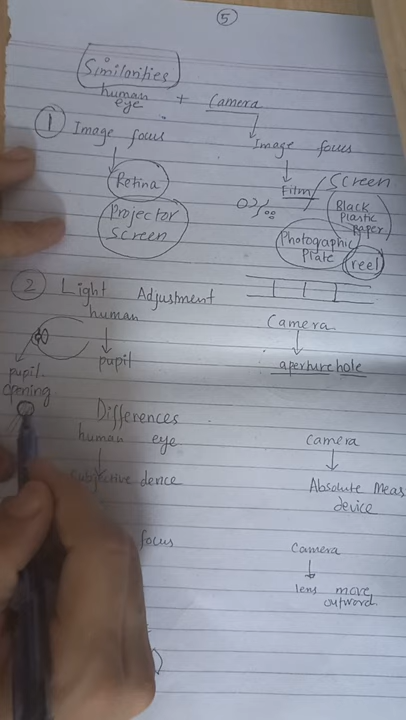 5
Similarities
human eye + Camera
1 Image focus
Image focus
Retina
Film / Screen
Projector Screen
Black Plastic paper
Photographic Plate
reel
2 Light Adjustment
human
Camera
pupil
aperture hole
pupil opening
Differences
human eye
Camera
Absolute Meas
device
focus
Camera
lens move
outword.